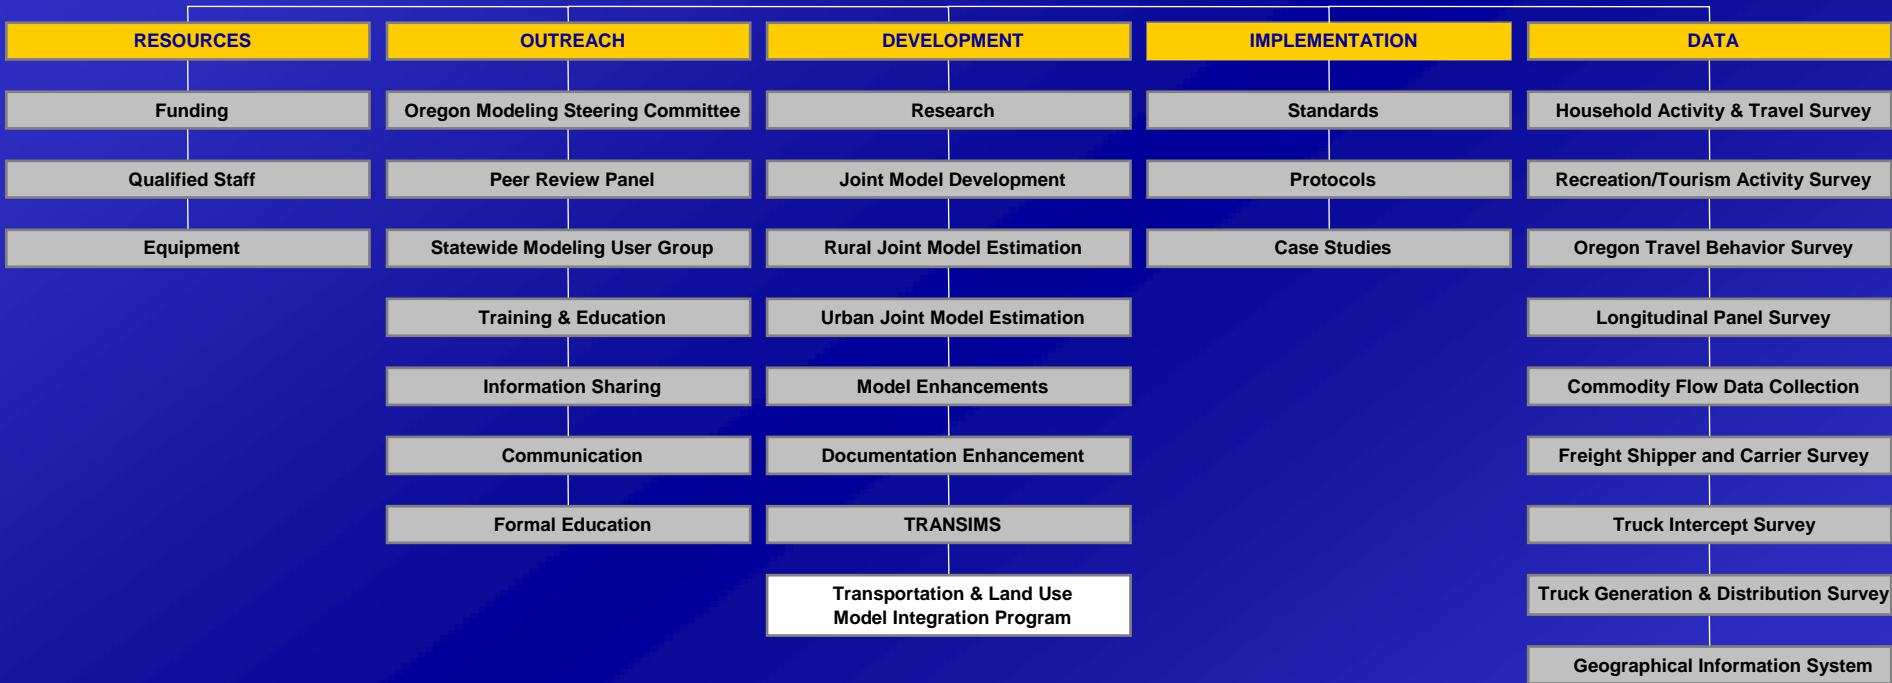 RESOURCES
Funding
Qualified Staff
Equipment
OUTREACH
Oregon Modeling Steering Committee
Peer Review Panel
Statewide Modeling User Group
Training & Education
Information Sharing
Communication
Formal Education
DEVELOPMENT
Research
Joint Model Development
Rural Joint Model Estimation
Urban Joint Model Estimation
Model Enhancements
Documentation Enhancement
TRANSIMS
Transportation & Land Use
Model Integration Program
IMPLEMENTATION
Standards
Protocols
Case Studies
DATA
Household Activity & Travel Survey
Recreation/Tourism Activity Survey
Oregon Travel Behavior Survey
Longitudinal Panel Survey
Commodity Flow Data Collection
Freight Shipper and Carrier Survey
Truck Intercept Survey
Truck Generation & Distribution Survey
Geographical Information System